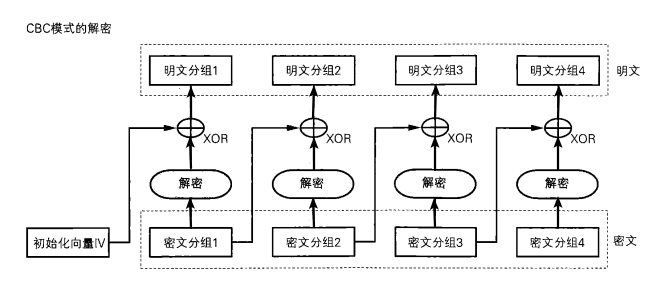 CBC模式的解密
明文分组1 明文分组2 明文分组3 明文分组4 明文
XOR XOR XOR XOR
解密 解密 解密 解密
初始化向量IV 密文分组1 密文分组2 密文分组3 密文分组4 密文